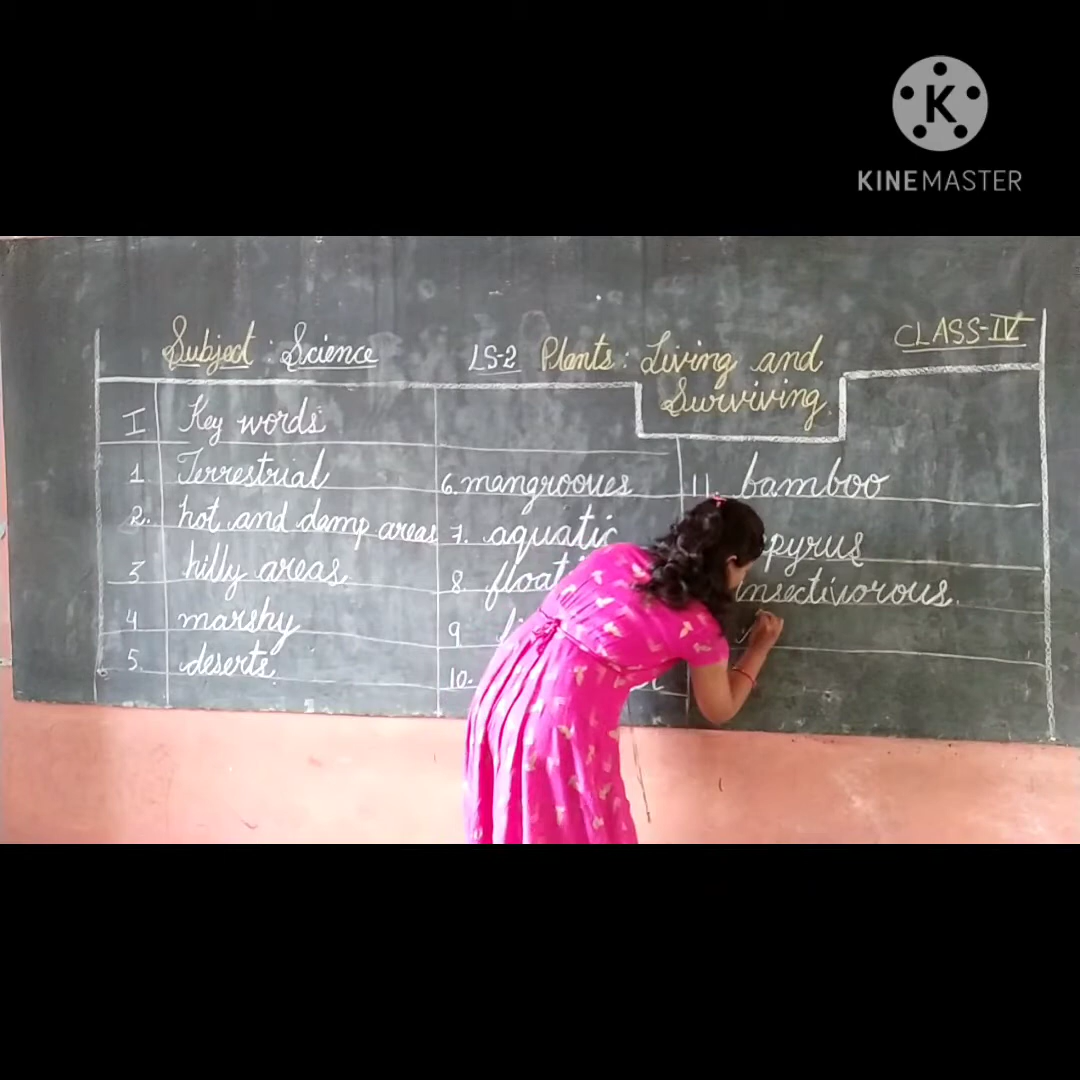 K
KINEMASTER
Subject : Science
LS-2 Plants : Living and Surviving
CLASS-IV
I Key words
1. Terrestrial
2. hot and damp areas
3 hilly areas
4 marshy
5. deserts
6. mangrooves
7. aquatic
8.
9
10.
11. bamboo
pyrus
insectivorous.